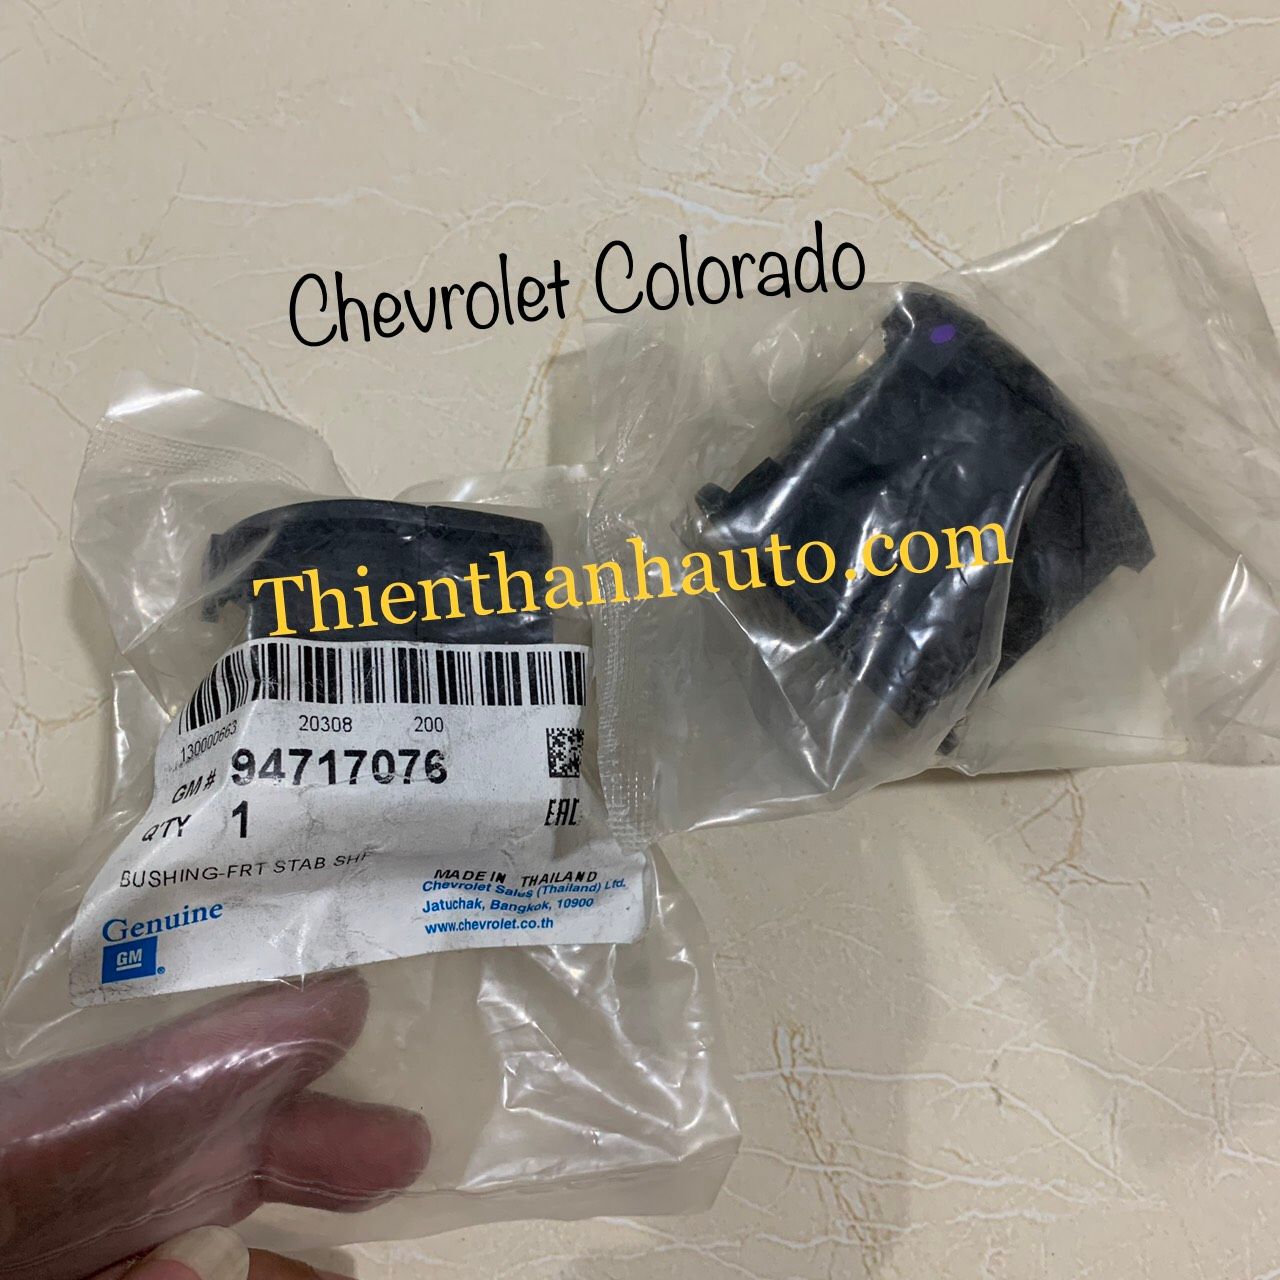 Chevrolet Colorado
Thienthanhauto.com
130000663 20308 200
GM# 94717076
Q'TY 1
EAC
BUSHING-FRT STAB SHF
MADE IN THAILAND
Chevrolet Sales (Thailand) Ltd.
Jatuchak, Bangkok, 10900
www.chevrolet.co.th
Genuine
GM®